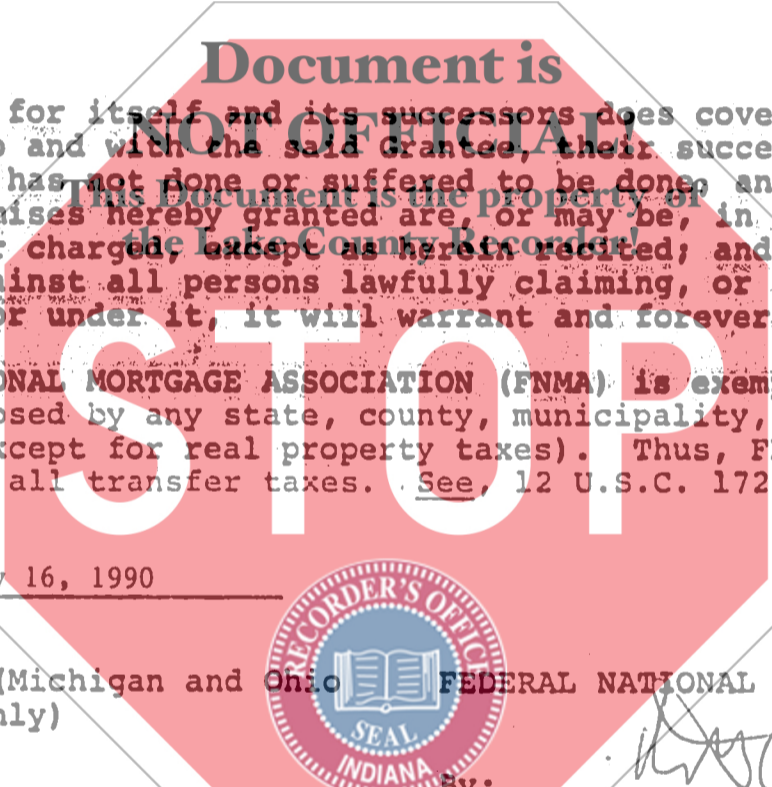 Document is
for itself and its successors does cove
NOT OFFICIAL!
and with the said Grantee, their succe
has not done or suffered to be done, an
This Document is the property of
ises hereby granted are, or may be, in
the Lake County Recorder!
charged, except as herein recited; and
inst all persons lawfully claiming, or
or under it, it will warrant and forever
STOP
ONAL MORTGAGE ASSOCIATION (FNMA) is exem
osed by any state, county, municipality,
xcept for real property taxes). Thus, F
all transfer taxes. See, 12 U.S.C. 172
y 16, 1990
RECORDER'S OFFICE
(Michigan and Ohio FEDERAL NATIONAL
nly)
SEAL
INDIANA
By: